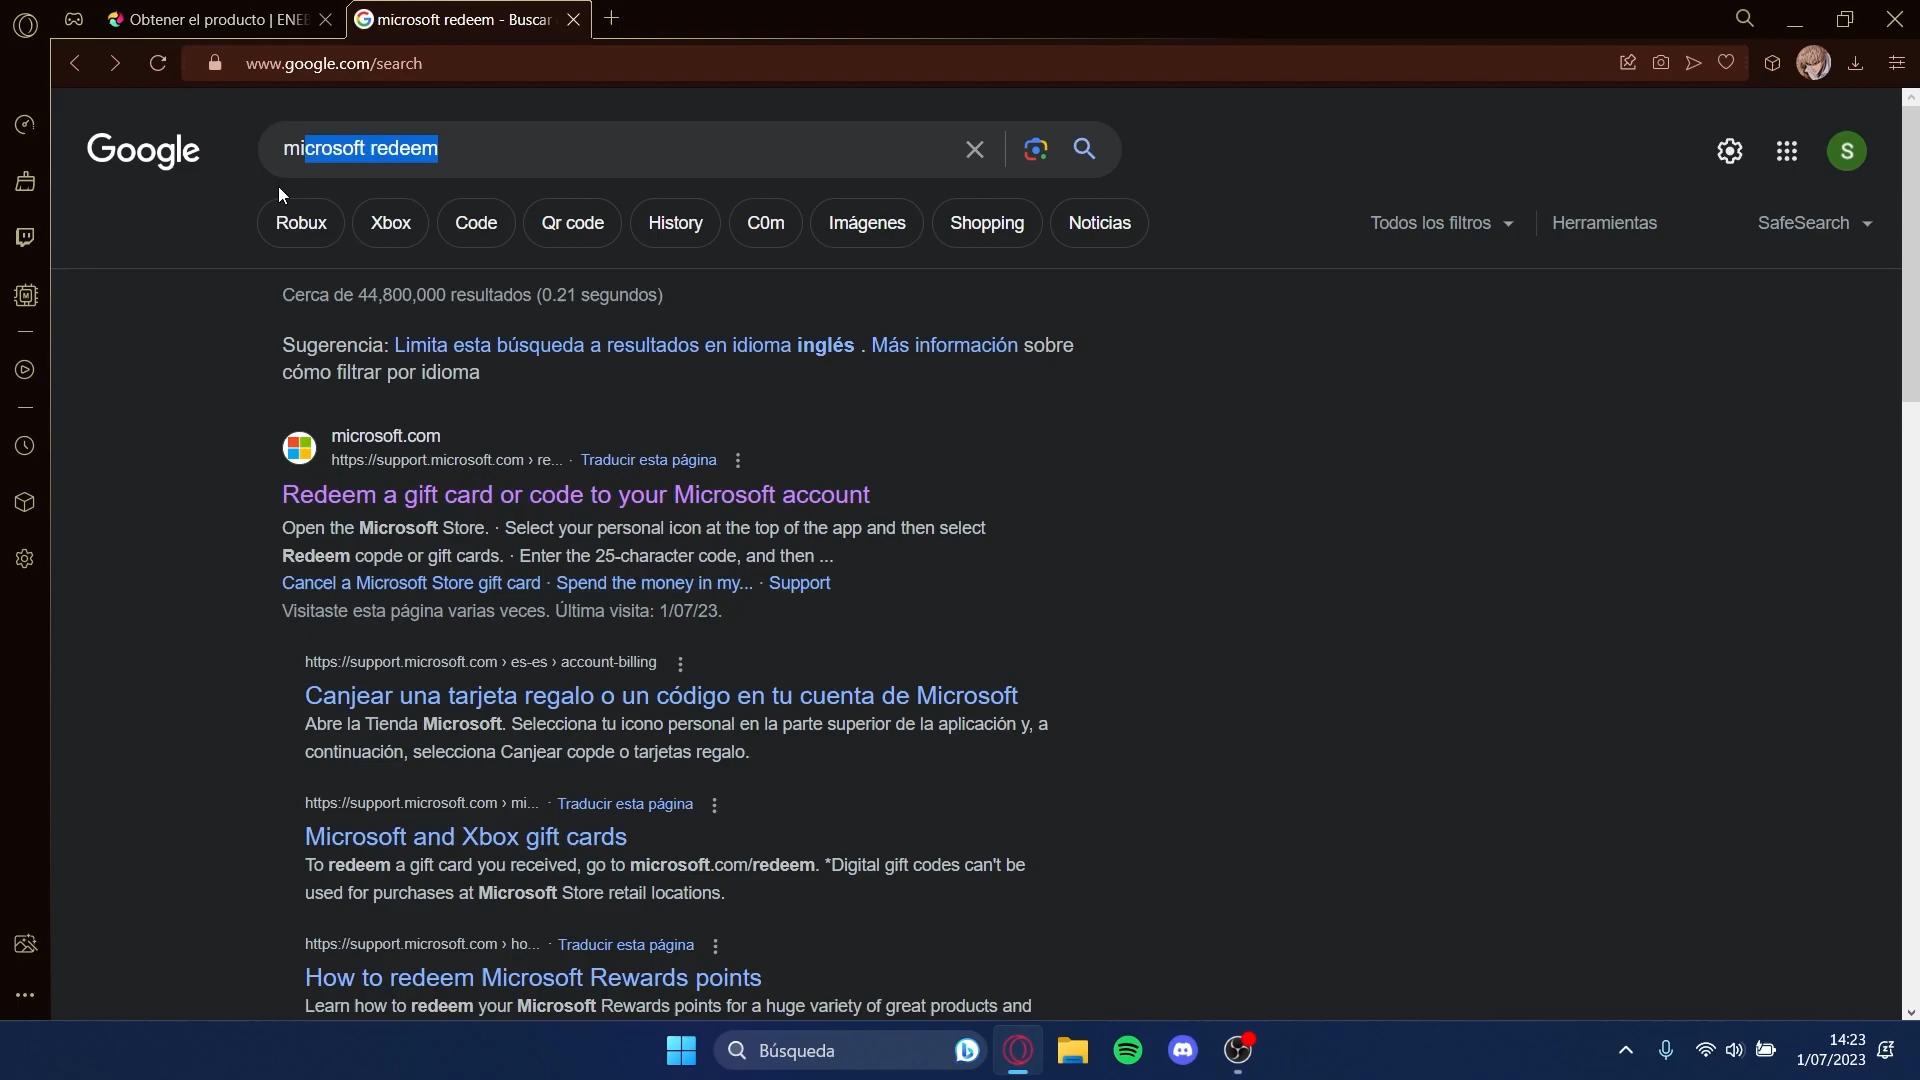 Obtener el producto | ENEB
microsoft redeem - Buscar
www.google.com/search
Google
microsoft redeem
S
Robux
Xbox
Code
Qr code
History
C0m
Imágenes
Shopping
Noticias
Todos los filtros
Herramientas
SafeSearch
Cerca de 44,800,000 resultados (0.21 segundos)
Sugerencia: Limita esta búsqueda a resultados en idioma inglés . Más información sobre
cómo filtrar por idioma
microsoft.com
https://support.microsoft.com › re... · Traducir esta página
Redeem a gift card or code to your Microsoft account
Open the Microsoft Store. · Select your personal icon at the top of the app and then select
Redeem copde or gift cards. · Enter the 25-character code, and then ...
Cancel a Microsoft Store gift card · Spend the money in my... · Support
Visitaste esta página varias veces. Última visita: 1/07/23.
https://support.microsoft.com › es-es › account-billing
Canjear una tarjeta regalo o un código en tu cuenta de Microsoft
Abre la Tienda Microsoft. Selecciona tu icono personal en la parte superior de la aplicación y, a
continuación, selecciona Canjear copde o tarjetas regalo.
https://support.microsoft.com › mi... · Traducir esta página
Microsoft and Xbox gift cards
To redeem a gift card you received, go to microsoft.com/redeem. *Digital gift codes can't be
used for purchases at Microsoft Store retail locations.
https://support.microsoft.com › ho... · Traducir esta página
How to redeem Microsoft Rewards points
Learn how to redeem your Microsoft Rewards points for a huge variety of great products and
Búsqueda
14:23
1/07/2023